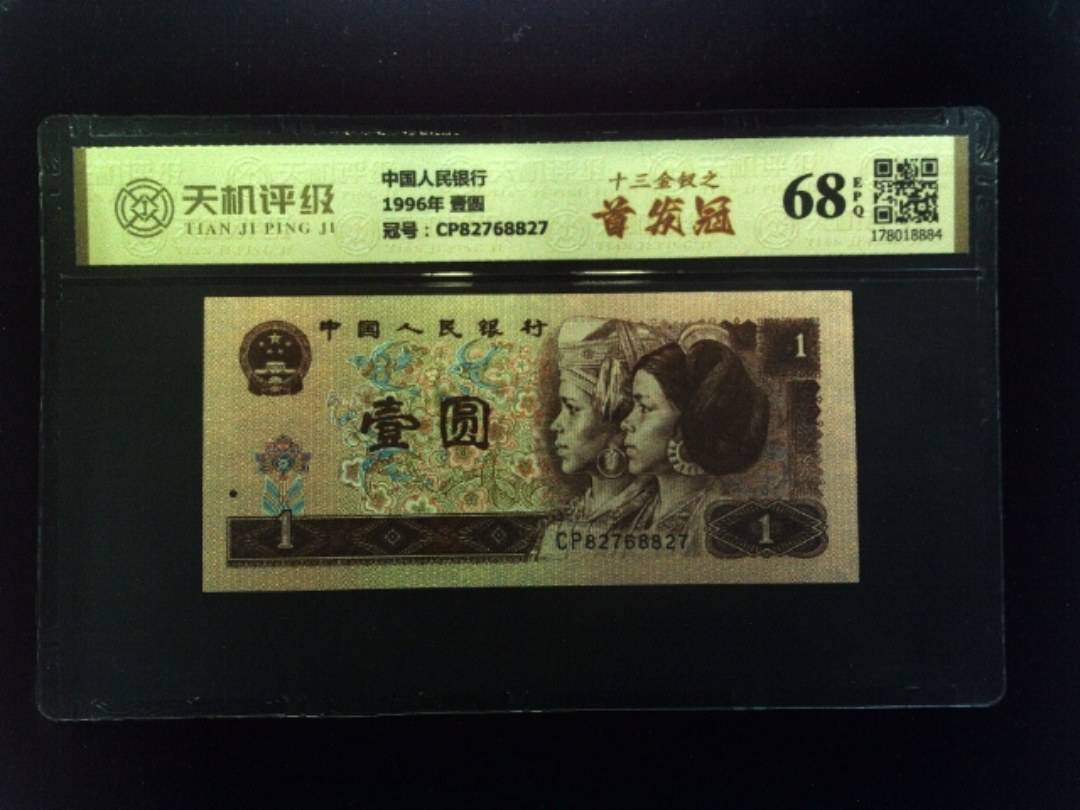 天机评级
TIAN JI PING JI
中国人民银行
1996年 壹圆
冠号：CP82768827
十三金钗之
首发冠
68
EPQ
178018884
中国人民银行
1
壹圆
1
CP82768827
1